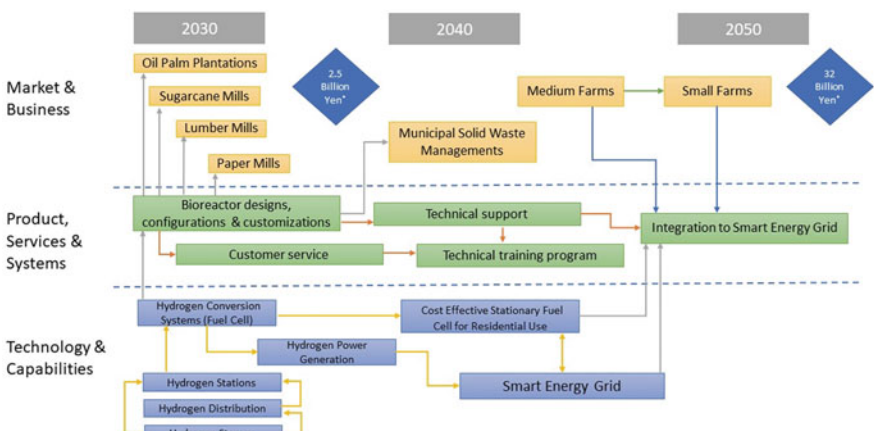 2030
2040
2050
Market &
Business
Oil Palm Plantations
Sugarcane Mills
Lumber Mills
Paper Mills
2.5
Billion
Yen*
Municipal Solid Waste
Managements
Medium Farms
Small Farms
32
Billion
Yen*
Product,
Services &
Systems
Bioreactor designs,
configurations & customizations
Technical support
Integration to Smart Energy Grid
Customer service
Technical training program
Technology &
Capabilities
Hydrogen Conversion
Systems (Fuel Cell)
Cost Effective Stationary Fuel
Cell for Residential Use
Hydrogen Power
Generation
Hydrogen Stations
Smart Energy Grid
Hydrogen Distribution